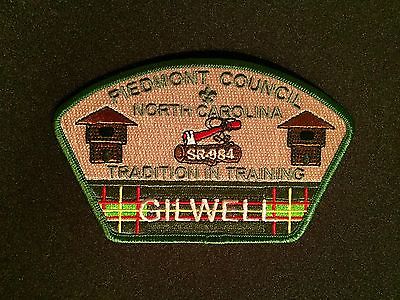 PIEDMONT COUNCIL
NORTH CAROLINA
SR-984
TRADITION IN TRAINING
GILWELL